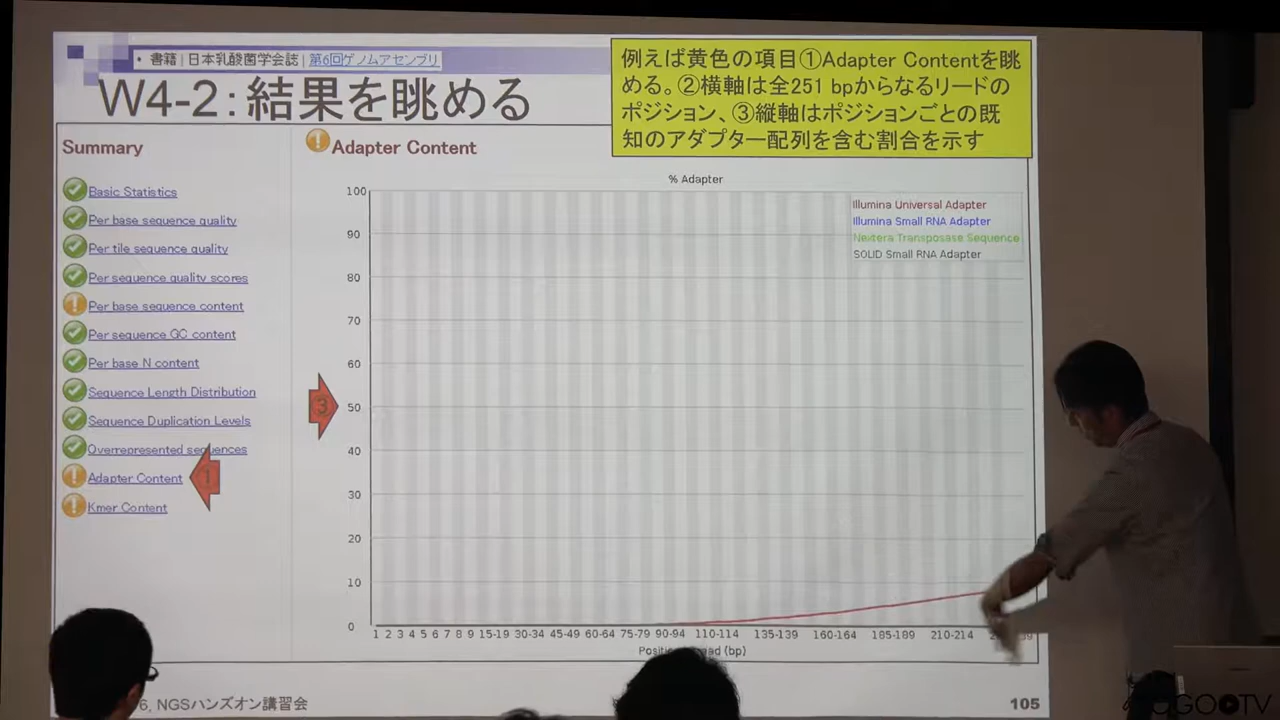 ・書籍 | 日本乳酸菌学会誌 | 第6回ゲノムアセンブリ
W4-2:結果を眺める
例えば黄色の項目①Adapter Contentを眺
める。②横軸は全251 bpからなるリードの
ポジション、③縦軸はポジションごとの既
知のアダプター配列を含む割合を示す
Summary
Basic Statistics
Per base sequence quality
Per tile sequence quality
Per sequence quality scores
Per base sequence content
Per sequence GC content
Per base N content
Sequence Length Distribution
Sequence Duplication Levels
Overrepresented sequences
Adapter Content
Kmer Content
1
Adapter Content
% Adapter
Illumina Universal Adapter
Illumina Small RNA Adapter
Nextera Transposase Sequence
SOLID Small RNA Adapter
100
90
80
70
60
50
40
30
20
10
0
3
1 2 3 4 5 6 7 8 9 15-19 30-34 45-49 60-64 75-79 90-94 110-114 135-139 160-164 185-189 210-214
(bp)
6, NGSハンズオン講習会
105